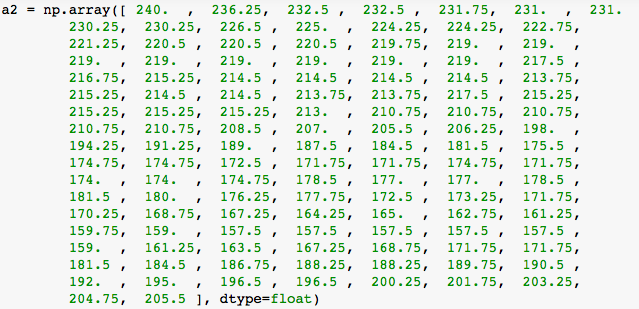 a2 = np.array([ 240. , 236.25, 232.5 , 232.5 , 231.75, 231. , 231.
230.25, 230.25, 226.5 , 225. , 224.25, 224.25, 222.75,
221.25, 220.5 , 220.5 , 220.5 , 219.75, 219. , 219. ,
219. , 219. , 219. , 219. , 219. , 219. , 217.5 ,
216.75, 215.25, 214.5 , 214.5 , 214.5 , 214.5 , 213.75,
215.25, 214.5 , 214.5 , 213.75, 213.75, 217.5 , 215.25,
215.25, 215.25, 215.25, 213. , 210.75, 210.75, 210.75,
210.75, 210.75, 208.5 , 207. , 205.5 , 206.25, 198. ,
194.25, 191.25, 189. , 187.5 , 184.5 , 181.5 , 175.5 ,
174.75, 174.75, 172.5 , 171.75, 171.75, 174.75, 171.75,
174. , 174. , 174.75, 178.5 , 177. , 177. , 178.5 ,
181.5 , 180. , 176.25, 177.75, 172.5 , 173.25, 171.75,
170.25, 168.75, 167.25, 164.25, 165. , 162.75, 161.25,
159.75, 159. , 157.5 , 157.5 , 157.5 , 157.5 , 157.5 ,
159. , 161.25, 163.5 , 167.25, 168.75, 171.75, 171.75,
181.5 , 184.5 , 186.75, 188.25, 188.25, 189.75, 190.5 ,
192. , 195. , 196.5 , 196.5 , 200.25, 201.75, 203.25,
204.75, 205.5 ], dtype=float)